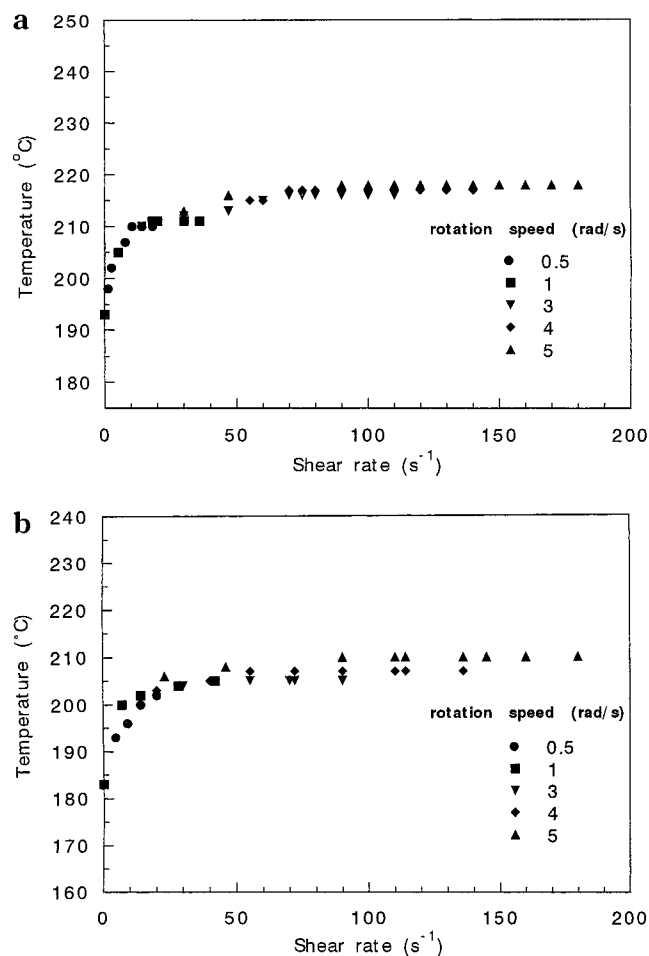 a
250
240
230
220
210
200
190
180
Temperature (°C)
rotation speed (rad/s)
0.5
1
3
4
5
0 50 100 150 200
Shear rate (s⁻¹)
b
240
230
220
210
200
190
180
170
160
Temperature (°C)
rotation speed (rad/s)
0.5
1
3
4
5
0 50 100 150 200
Shear rate (s⁻¹)